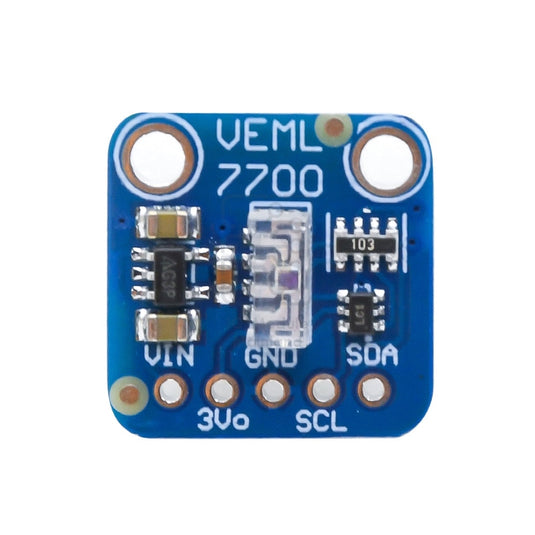 VEML
7700
103
VIN GND SDA
3Vo SCL